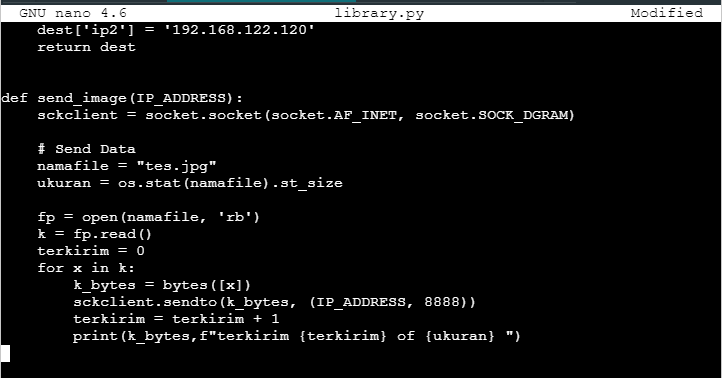 GNU nano 4.6 library.py Modified
    dest['ip2'] = '192.168.122.120'
    return dest
def send_image(IP_ADDRESS):
    sckclient = socket.socket(socket.AF_INET, socket.SOCK_DGRAM)
    # Send Data
    namafile = "tes.jpg"
    ukuran = os.stat(namafile).st_size
    fp = open(namafile, 'rb')
    k = fp.read()
    terkirim = 0
    for x in k:
        k_bytes = bytes([x])
        sckclient.sendto(k_bytes, (IP_ADDRESS, 8888))
        terkirim = terkirim + 1
        print(k_bytes,f"terkirim {terkirim} of {ukuran} ")